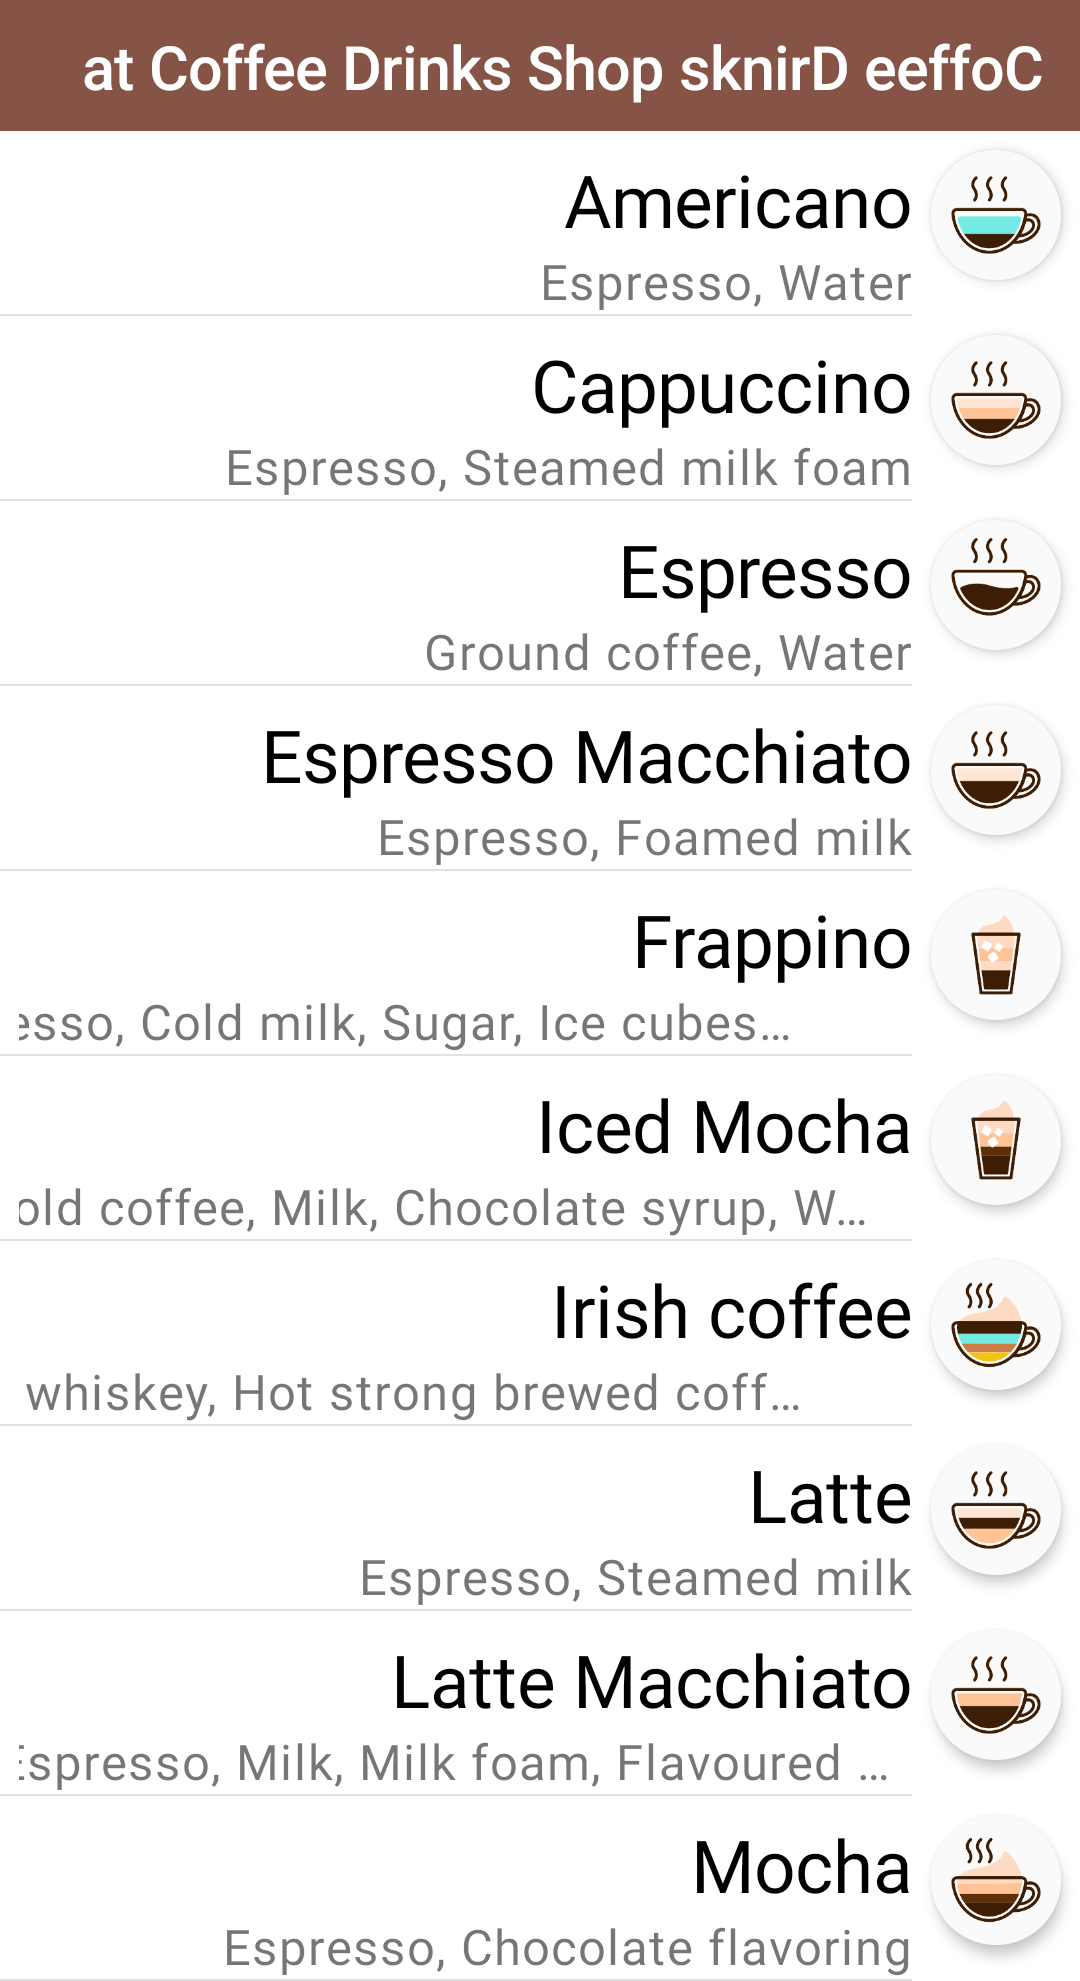 at Coffee Drinks Shop sknirD eeffoC
Americano
Espresso, Water
Cappuccino
Espresso, Steamed milk foam
Espresso
Ground coffee, Water
Espresso Macchiato
Espresso, Foamed milk
Frappino
esso, Cold milk, Sugar, Ice cubes…
Iced Mocha
old coffee, Milk, Chocolate syrup, W…
Irish coffee
whiskey, Hot strong brewed coff…
Latte
Espresso, Steamed milk
Latte Macchiato
Espresso, Milk, Milk foam, Flavoured …
Mocha
Espresso, Chocolate flavoring